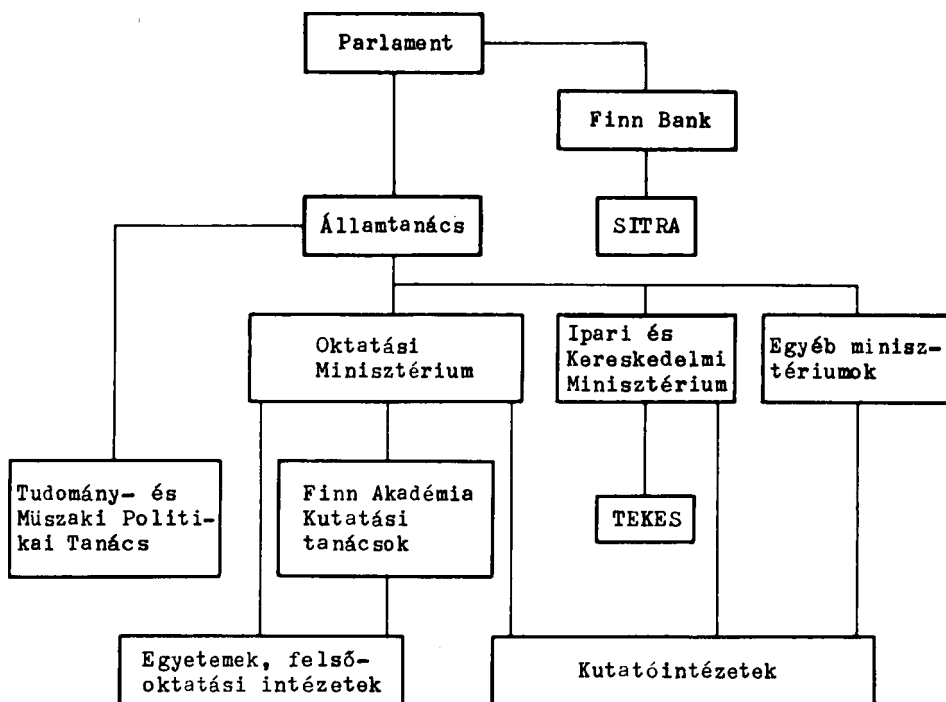 Parlament
Finn Bank
Államtanács
SITRA
Oktatási
Minisztérium
Ipari és
Kereskedelmi
Minisztérium
Egyéb minisz-
tériumok
Tudomány- és
Müszaki Politi-
kai Tanács
Finn Akadémia
Kutatási
tanácsok
TEKES
Egyetemek, felső-
oktatási intézetek
Kutatóintézetek